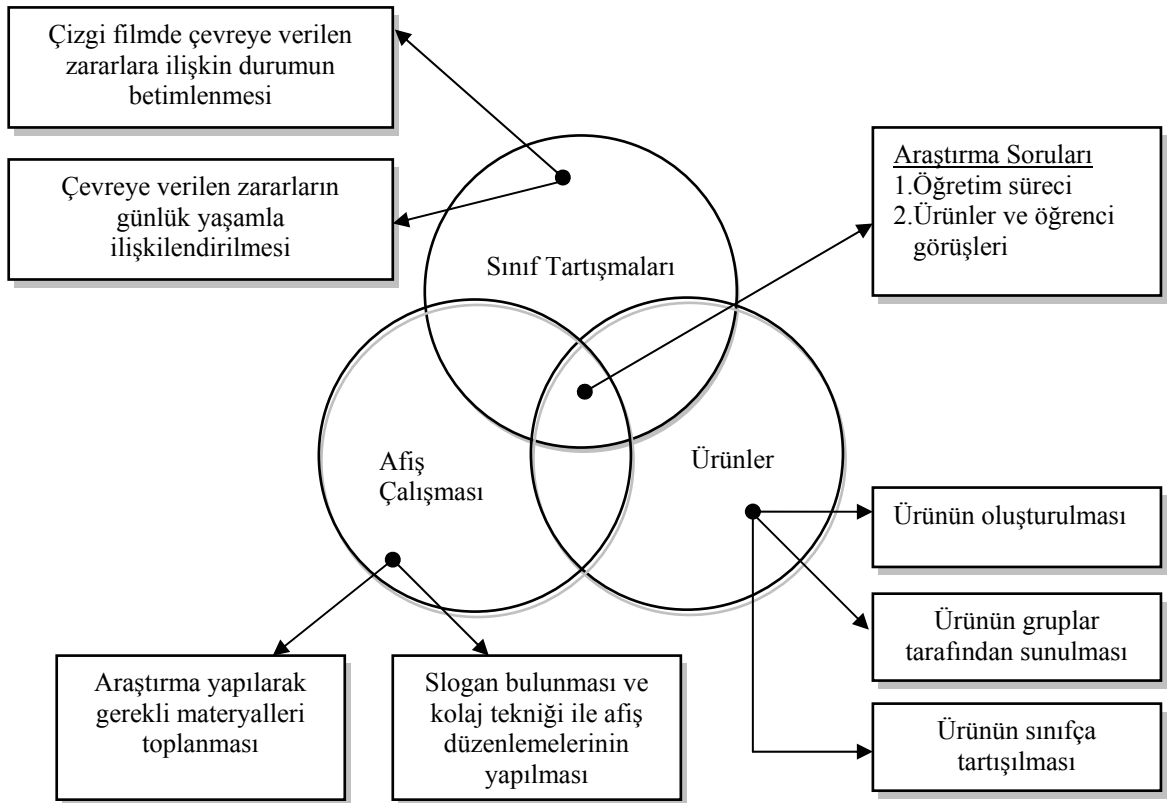 Çizgi filmde çevreye verilen
zararlara ilişkin durumun
betimlenmesi
Çevreye verilen zararların
günlük yaşamla
ilişkilendirilmesi
Araştırma Soruları
1.Öğretim süreci
2.Ürünler ve öğrenci
görüşleri
Sınıf Tartışmaları
Afiş
Çalışması
Ürünler
Ürünün oluşturulması
Ürünün gruplar
tarafından sunulması
Ürünün sınıfça
tartışılması
Araştırma yapılarak
gerekli materyalleri
toplanması
Slogan bulunması ve
kolaj tekniği ile afiş
düzenlemelerinin
yapılması